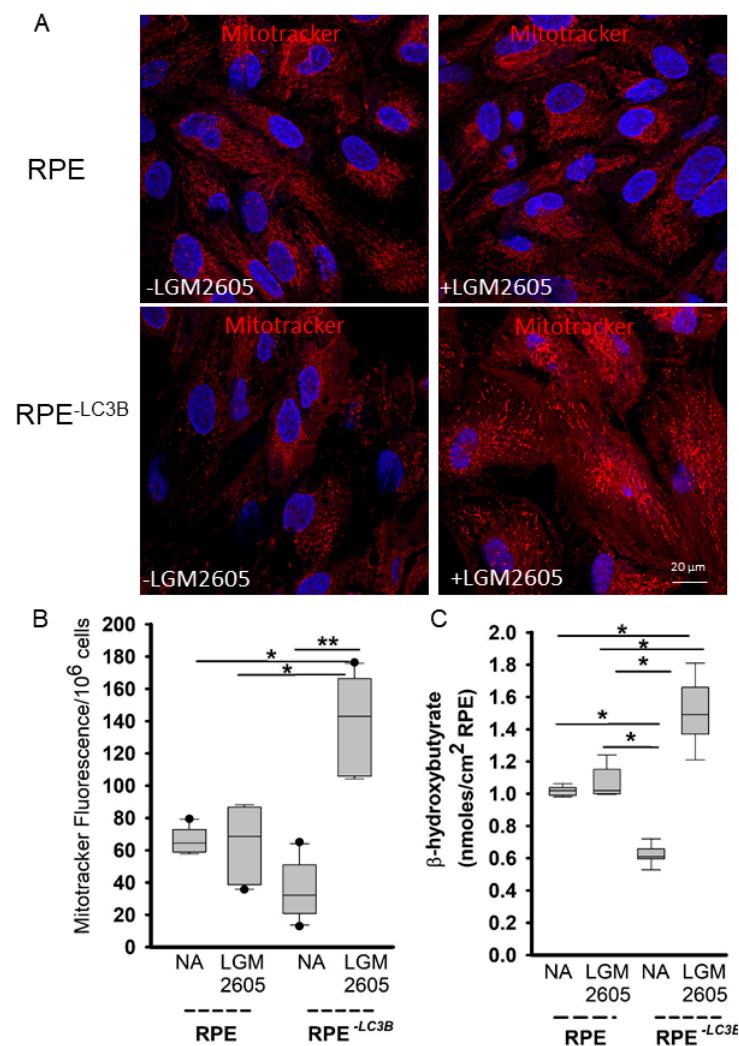 A
Mitotracker
Mitotracker
RPE
-LGM2605
+LGM2605
Mitotracker
Mitotracker
RPE-LC3B
-LGM2605
+LGM2605
20 µm
B
Mitotracker Fluorescence/10⁶ cells
200
180
160
140
120
100
80
60
40
20
0
*
*
**
NA
LGM
2605
NA
LGM
2605
RPE
RPE-LC3B
C
β-hydroxybutyrate
(nmoles/cm² RPE)
2.0
1.8
1.6
1.4
1.2
1.0
0.8
0.6
0.4
0.2
0.0
*
*
*
*
*
NA
LGM
2605
NA
LGM
2605
RPE
RPE-LC3B